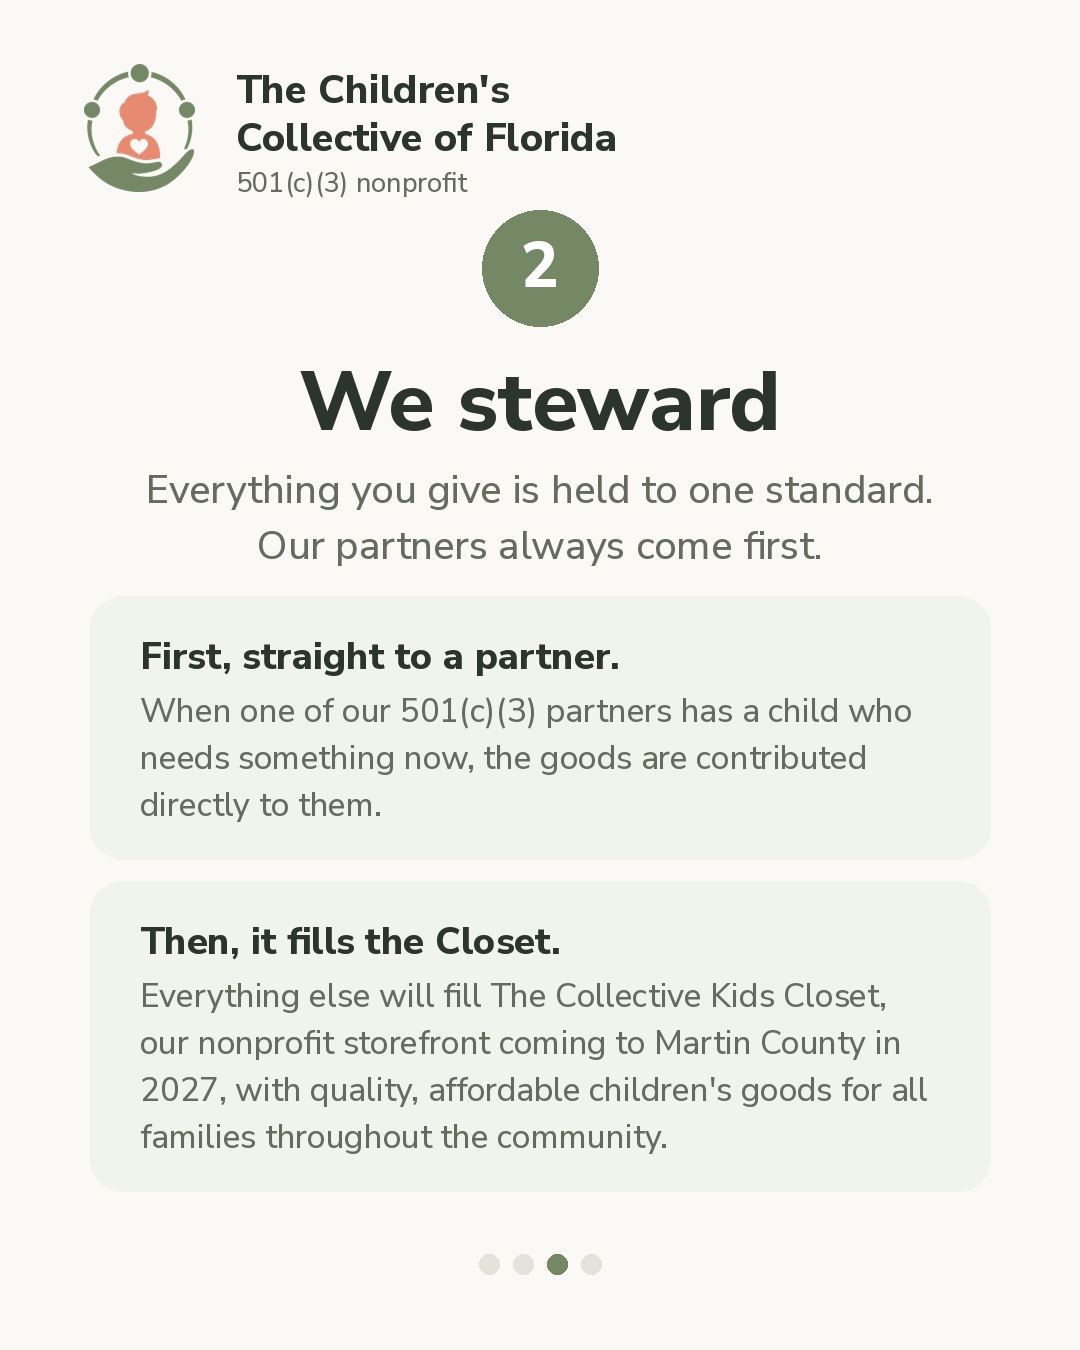 The Children's
Collective of Florida
501(c)(3) nonprofit
2
We steward
Everything you give is held to one standard.
Our partners always come first.
First, straight to a partner.
When one of our 501(c)(3) partners has a child who
needs something now, the goods are contributed
directly to them.
Then, it fills the Closet.
Everything else will fill The Collective Kids Closet,
our nonprofit storefront coming to Martin County in
2027, with quality, affordable children's goods for all
families throughout the community.